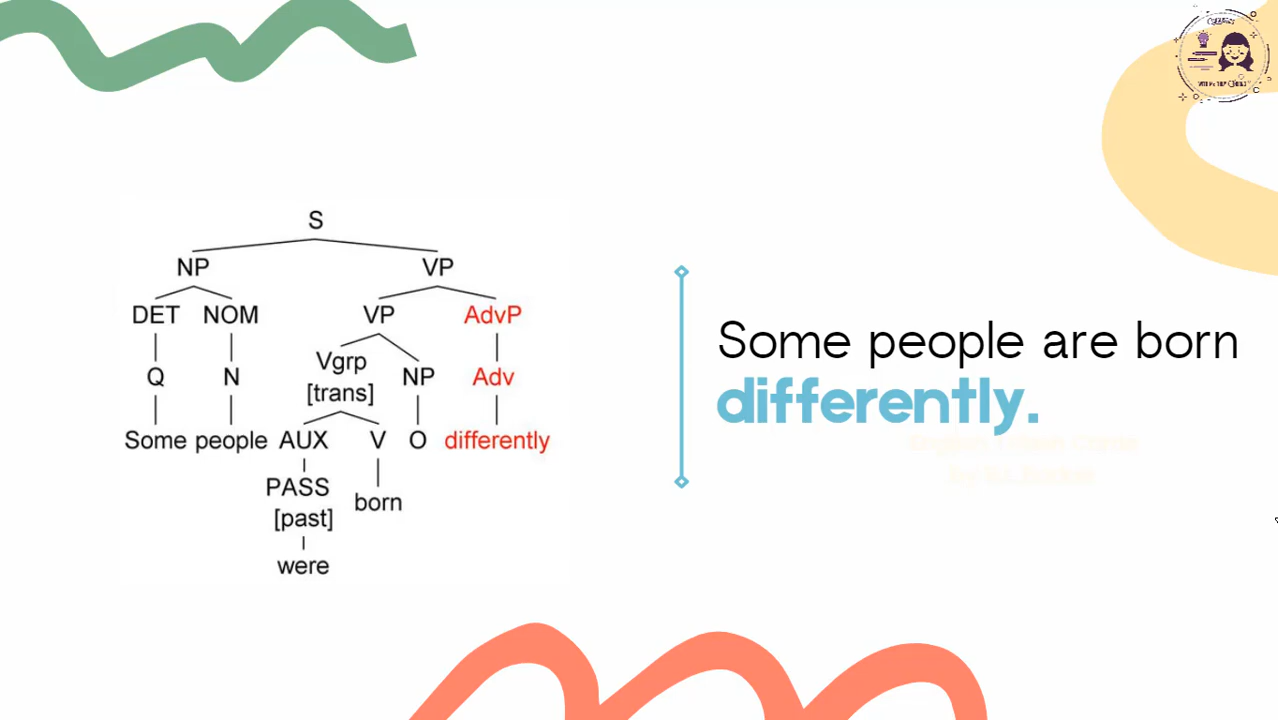 S
NP VP
DET NOM VP AdvP
Vgrp
Q N [trans] NP Adv
Some people AUX V O differently
PASS born
[past]
were
Some people are born
differently.